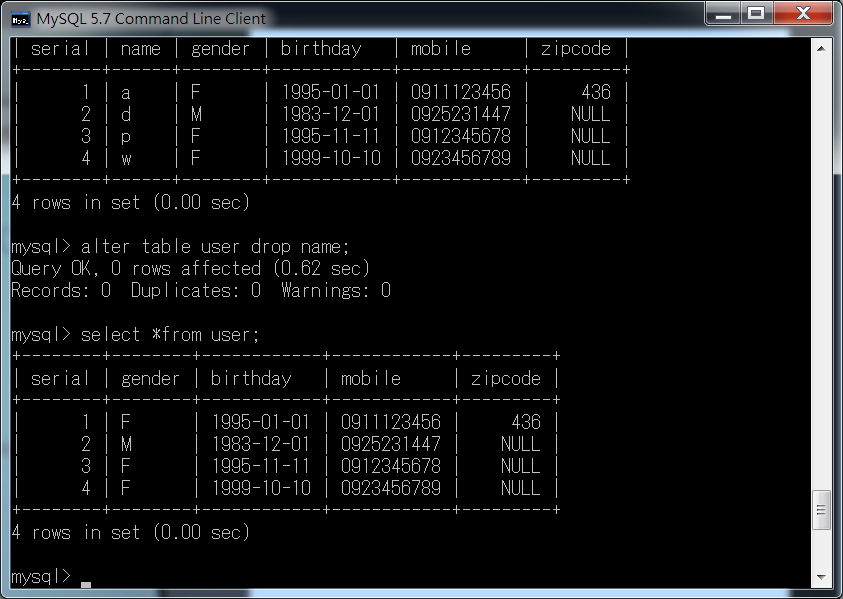 MySQL 5.7 Command Line Client
| serial | name | gender | birthday   | mobile     | zipcode |
+--------+------+--------+------------+------------+---------+
|      1 | a    | F      | 1995-01-01 | 0911123456 |     436 |
|      2 | d    | M      | 1983-12-01 | 0925231447 |    NULL |
|      3 | p    | F      | 1995-11-11 | 0912345678 |    NULL |
|      4 | w    | F      | 1999-10-10 | 0923456789 |    NULL |
+--------+------+--------+------------+------------+---------+
4 rows in set (0.00 sec)
mysql> alter table user drop name;
Query OK, 0 rows affected (0.62 sec)
Records: 0  Duplicates: 0  Warnings: 0
mysql> select *from user;
+--------+--------+------------+------------+---------+
| serial | gender | birthday   | mobile     | zipcode |
+--------+--------+------------+------------+---------+
|      1 | F      | 1995-01-01 | 0911123456 |     436 |
|      2 | M      | 1983-12-01 | 0925231447 |    NULL |
|      3 | F      | 1995-11-11 | 0912345678 |    NULL |
|      4 | F      | 1999-10-10 | 0923456789 |    NULL |
+--------+--------+------------+------------+---------+
4 rows in set (0.00 sec)
mysql> _